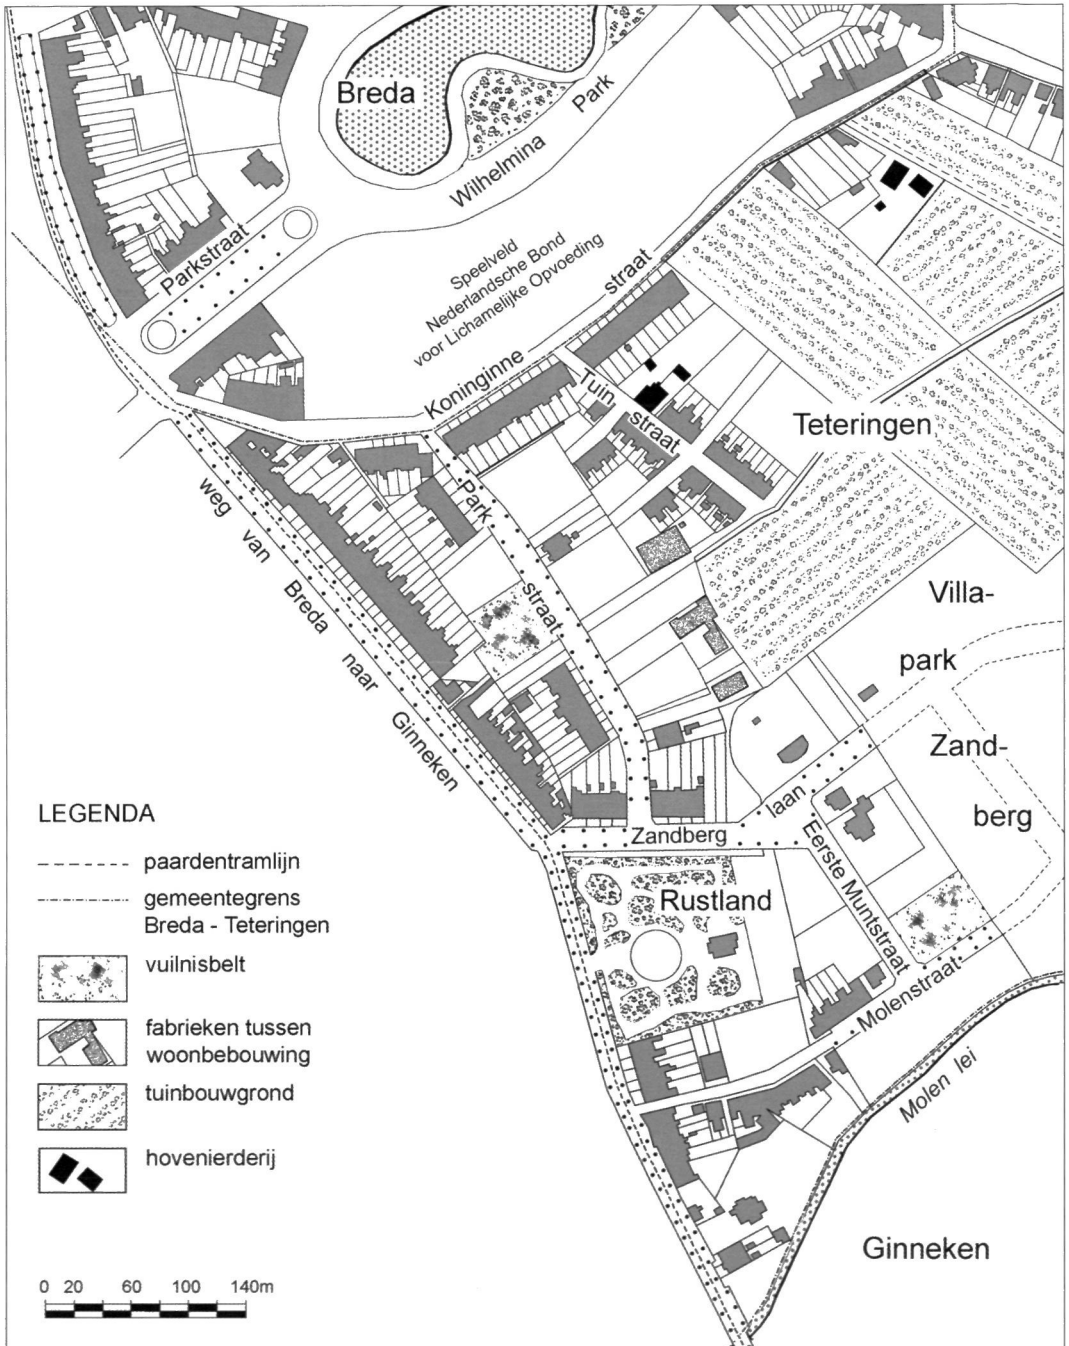 Breda
Wilhelmina Park
Parkstraat
Speelveld
Nederlandsche Bond
voor Lichamelijke Opvoeding
Koninginne straat
Tuin straat
Teteringen
Park straat
weg van Breda naar Ginneken
Villa-
park
Zand-
berg
Zandberg laan
Eerste Muntstraat
Rustland
Molenstraat
Molen lei
Ginneken
LEGENDA
paardentramlijn
gemeentegrens
Breda - Teteringen
vuilnisbelt
fabrieken tussen
woonbebouwing
tuinbouwgrond
hovenierderij
0 20 60 100 140m